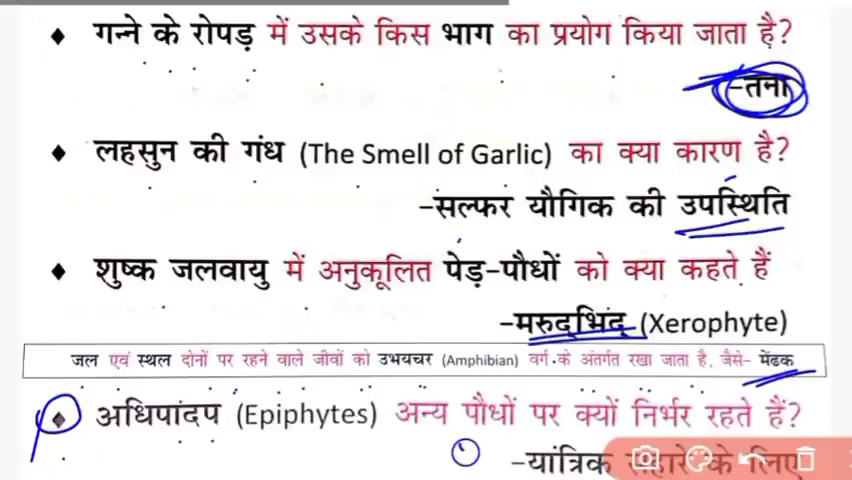 ♦ गन्ने के रोपड़ में उसके किस भाग का प्रयोग किया जाता है?
–तना
♦ लहसुन की गंध (The Smell of Garlic) का क्या कारण है?
–सल्फर यौगिक की उपस्थिति
♦ शुष्क जलवायु में अनुकूलित पेड़-पौधों को क्या कहते हैं
–मरुद्भिद् (Xerophyte)
जल एवं स्थल दोनों पर रहने वाले जीवों को उभयचर (Amphibian) वर्ग के अंतर्गत रखा जाता है, जैसे- मेंढक
♦ अधिपांदप (Epiphytes) अन्य पौधों पर क्यों निर्भर रहते हैं?
–यांत्रिक सहारे के लिए